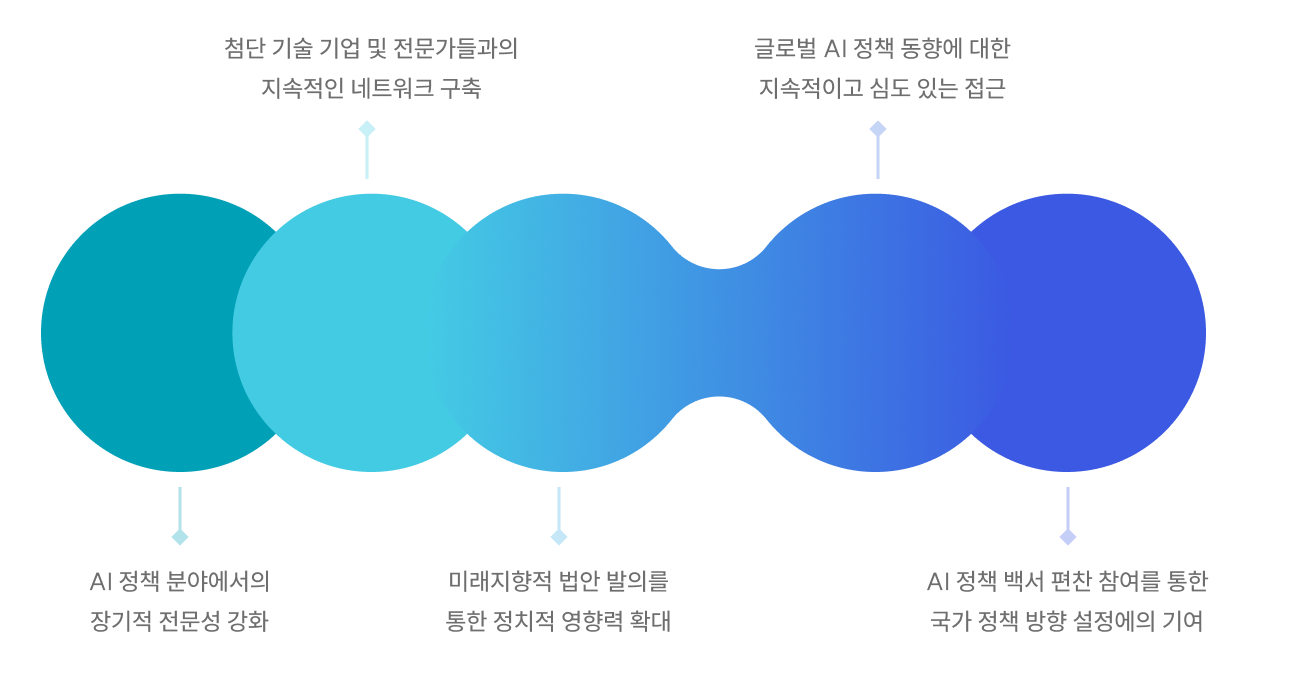 첨단 기술 기업 및 전문가들과의
지속적인 네트워크 구축
글로벌 AI 정책 동향에 대한
지속적이고 심도 있는 접근
AI 정책 분야에서의
장기적 전문성 강화
미래지향적 법안 발의를
통한 정치적 영향력 확대
AI 정책 백서 편찬 참여를 통한
국가 정책 방향 설정에의 기여